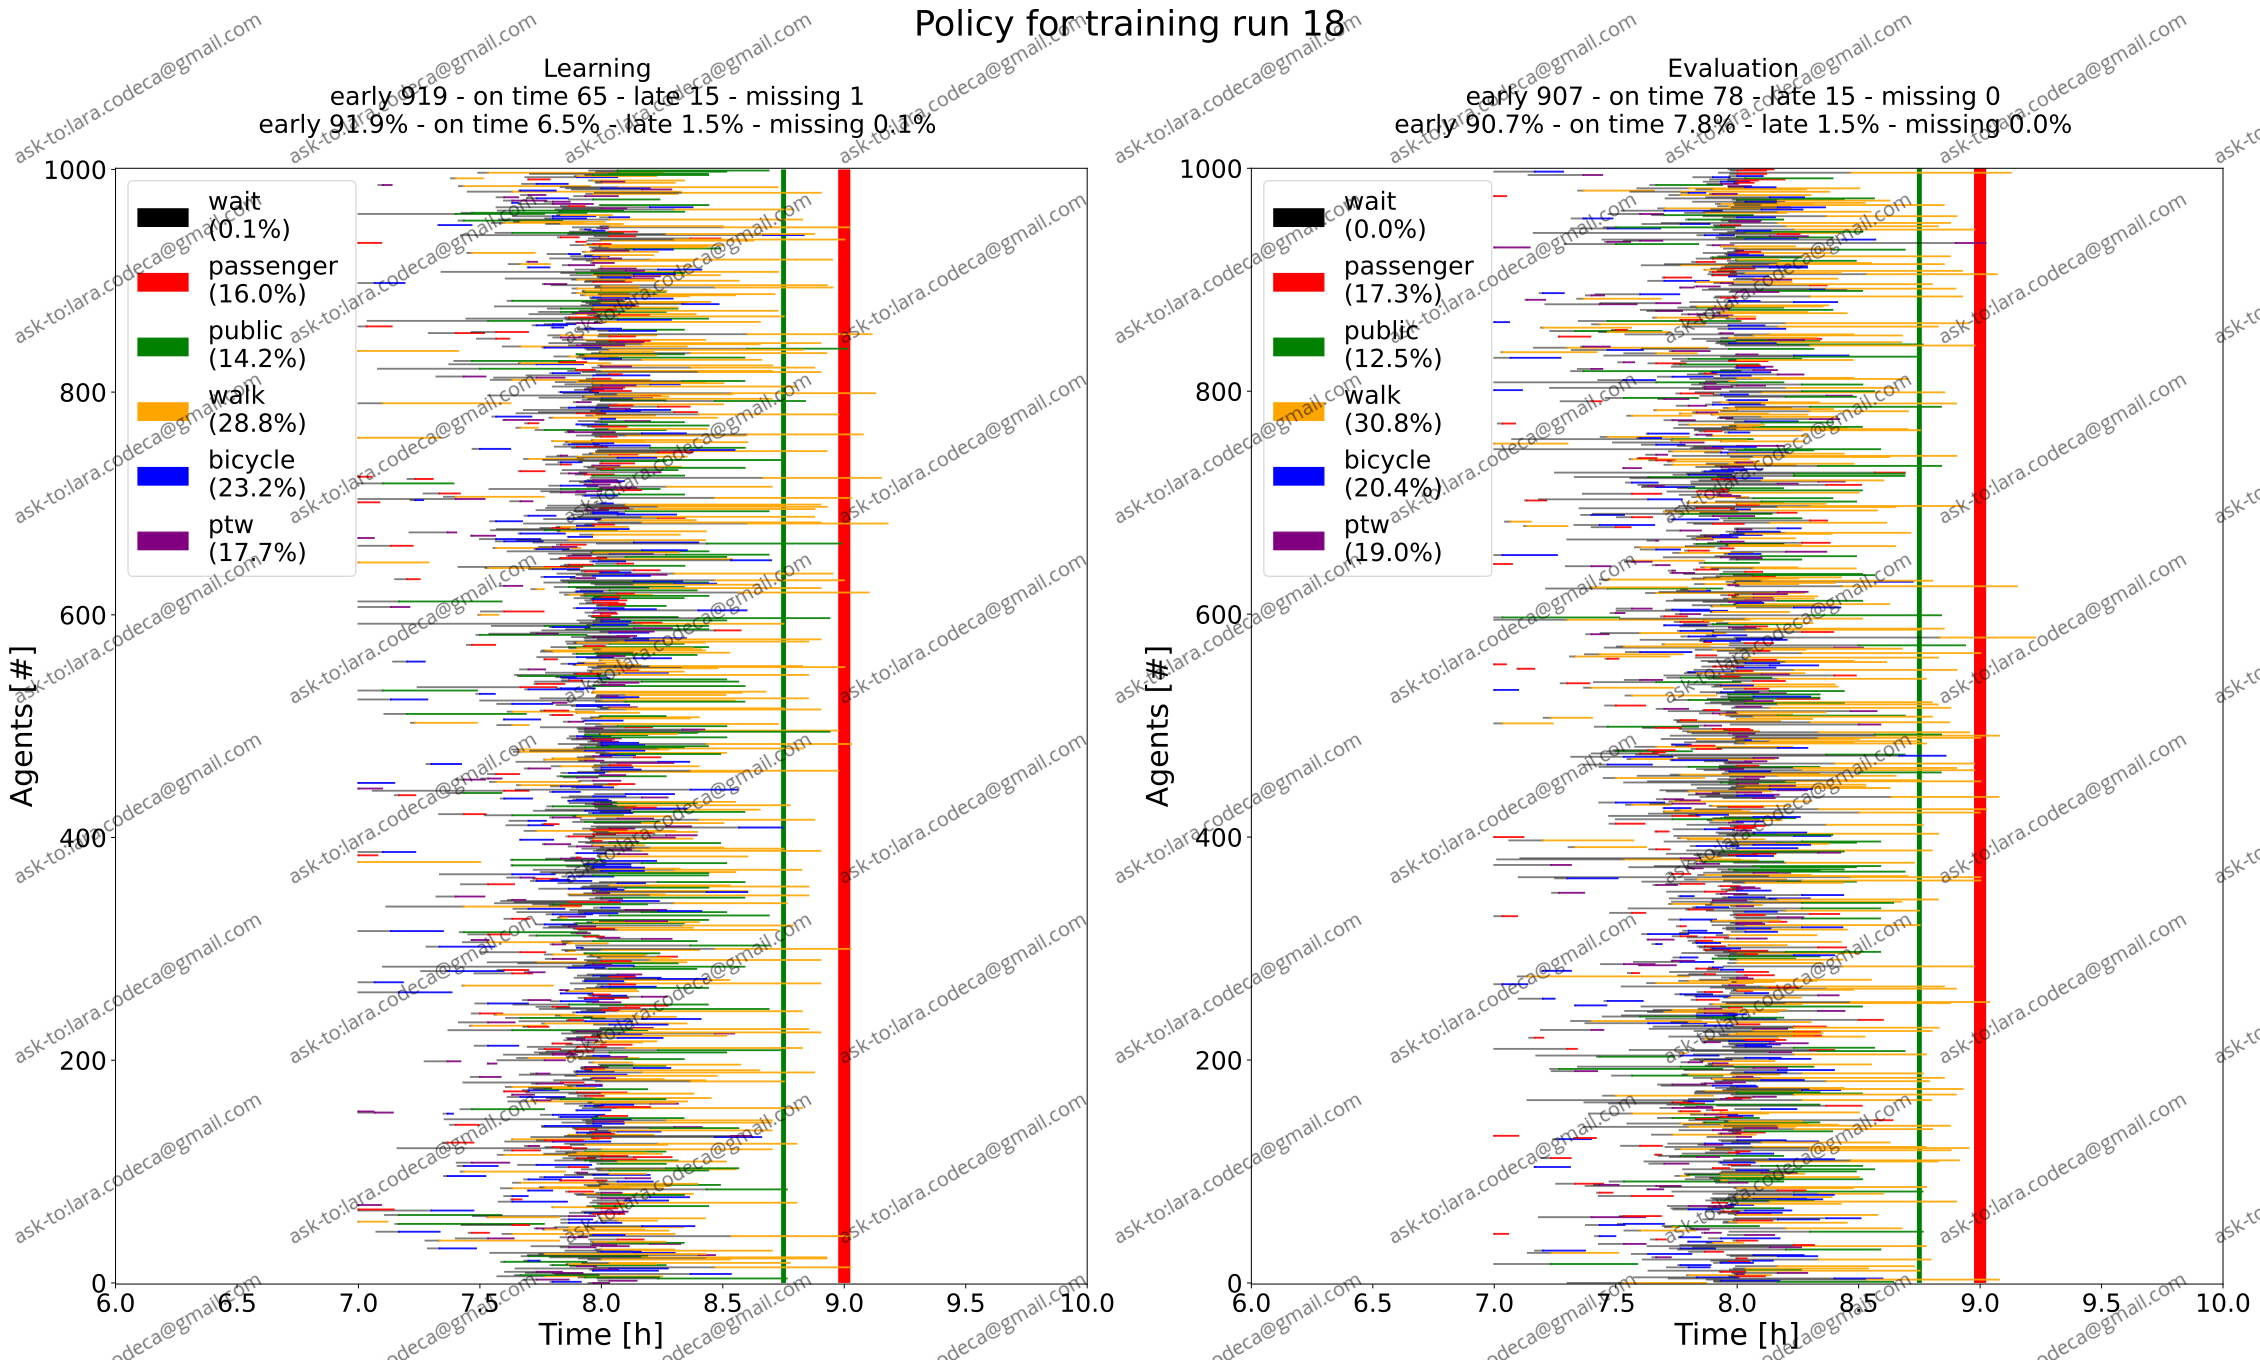 Policy for training run 18
Learning
early 919 - on time 65 - late 15 - missing 1
early 91.9% - on time 6.5% - late 1.5% - missing 0.1%
1000
800
600
400
200
0
Agents [#]
wait
(0.1%)
passenger
(16.0%)
public
(14.2%)
walk
(28.8%)
bicycle
(23.2%)
ptw
(17.7%)
6.0 6.5 7.0 7.5 8.0 8.5 9.0 9.5 10.0
Time [h]
Evaluation
early 907 - on time 78 - late 15 - missing 0
early 90.7% - on time 7.8% - late 1.5% - missing 0.0%
1000
800
600
400
200
0
Agents [#]
wait
(0.0%)
passenger
(17.3%)
public
(12.5%)
walk
(30.8%)
bicycle
(20.4%)
ptw
(19.0%)
6.0 6.5 7.0 7.5 8.0 8.5 9.0 9.5 10.0
Time [h]
ask-to:lara.codeca@gmail.com